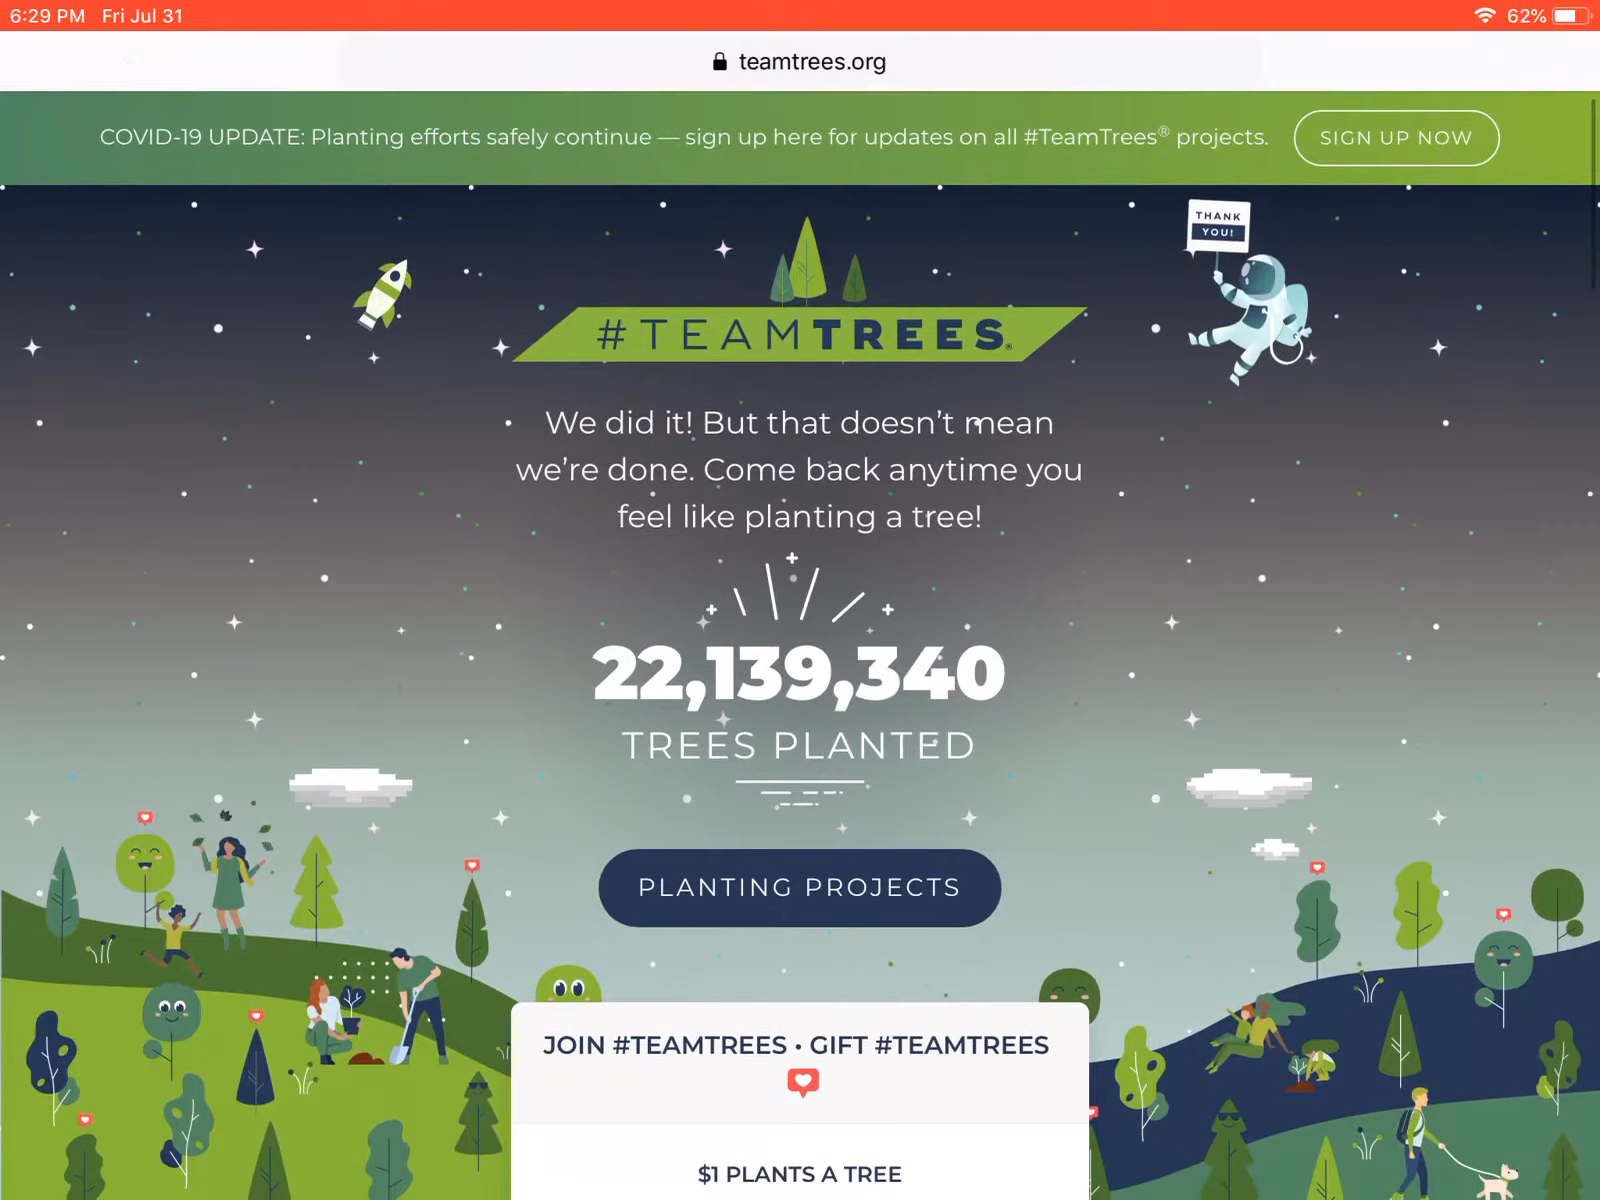 6:29 PM Fri Jul 31 62%
teamtrees.org
COVID-19 UPDATE: Planting efforts safely continue — sign up here for updates on all #TeamTrees® projects. SIGN UP NOW
THANK
YOU!
#TEAMTREES®
We did it! But that doesn’t mean
we’re done. Come back anytime you
feel like planting a tree!
22,139,340
TREES PLANTED
PLANTING PROJECTS
JOIN #TEAMTREES • GIFT #TEAMTREES
$1 PLANTS A TREE